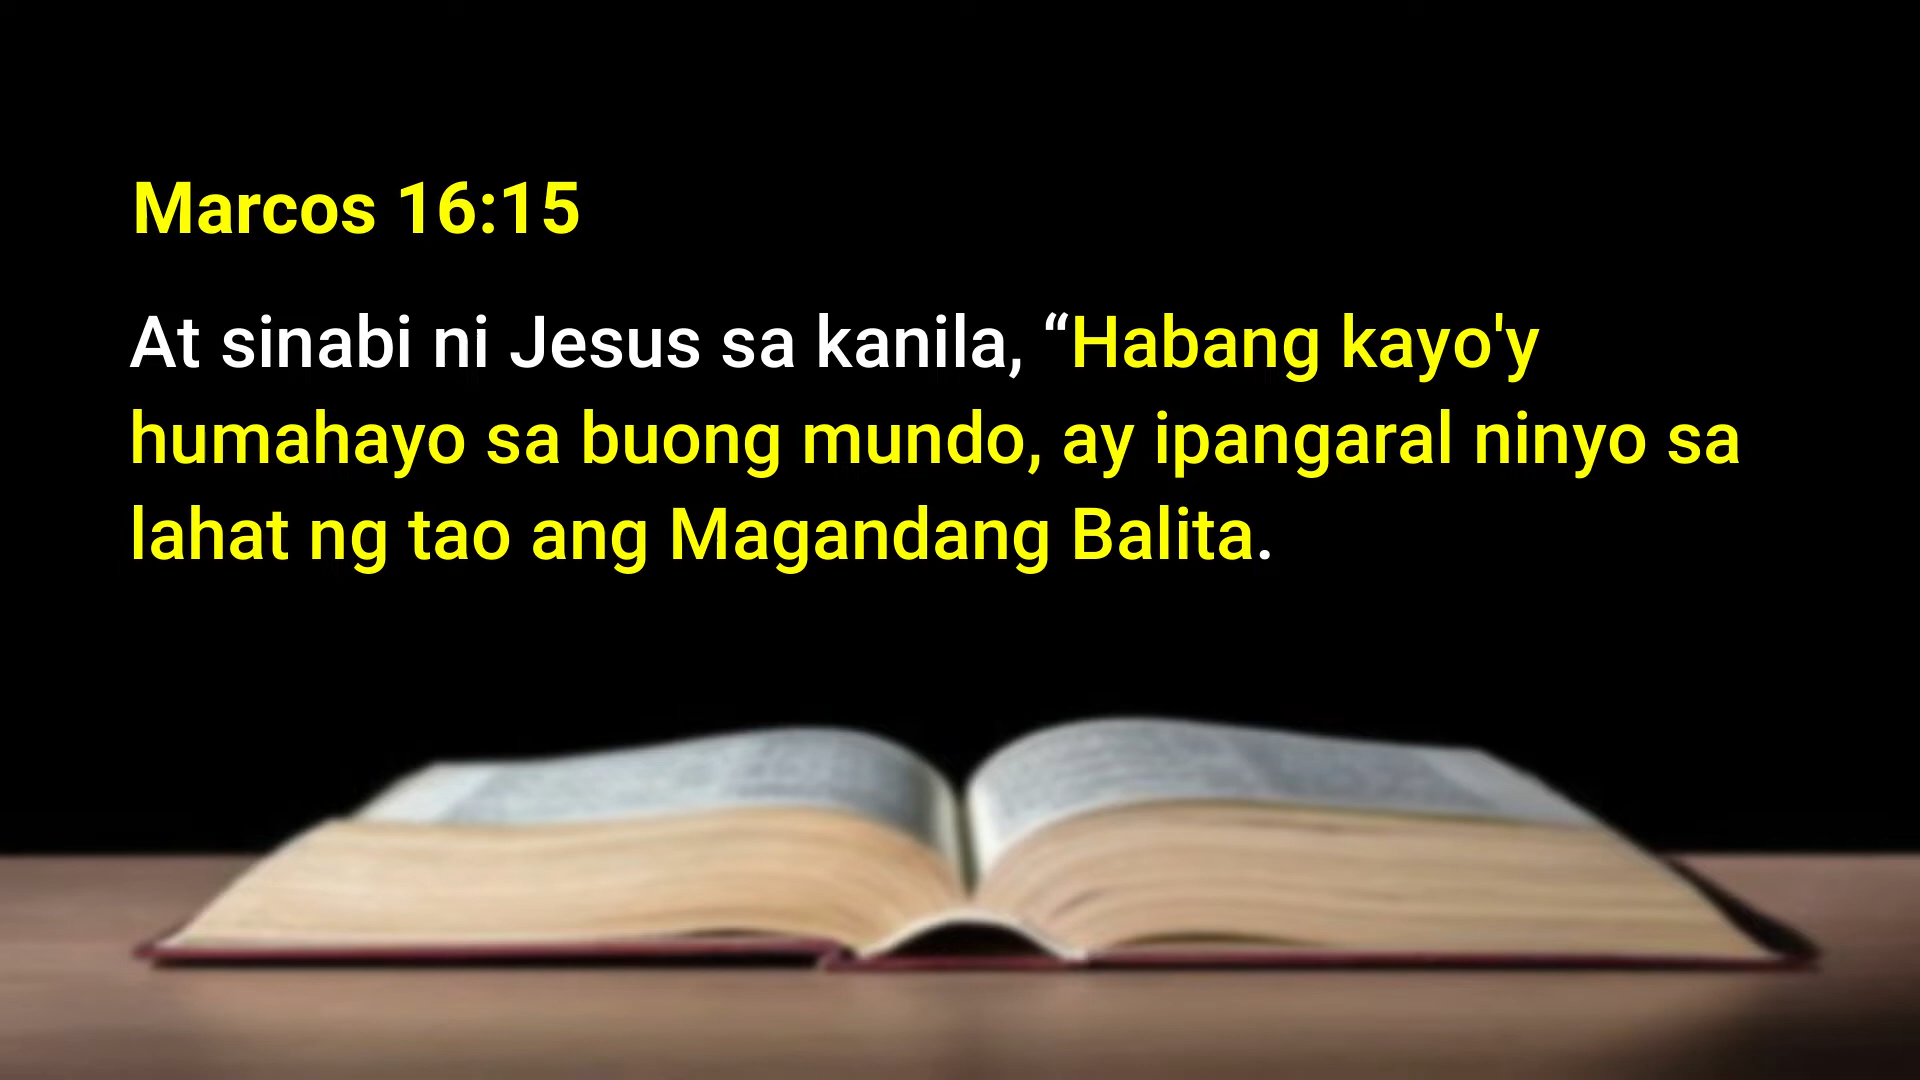 Marcos 16:15
At sinabi ni Jesus sa kanila, “Habang kayo'y
humahayo sa buong mundo, ay ipangaral ninyo sa
lahat ng tao ang Magandang Balita.